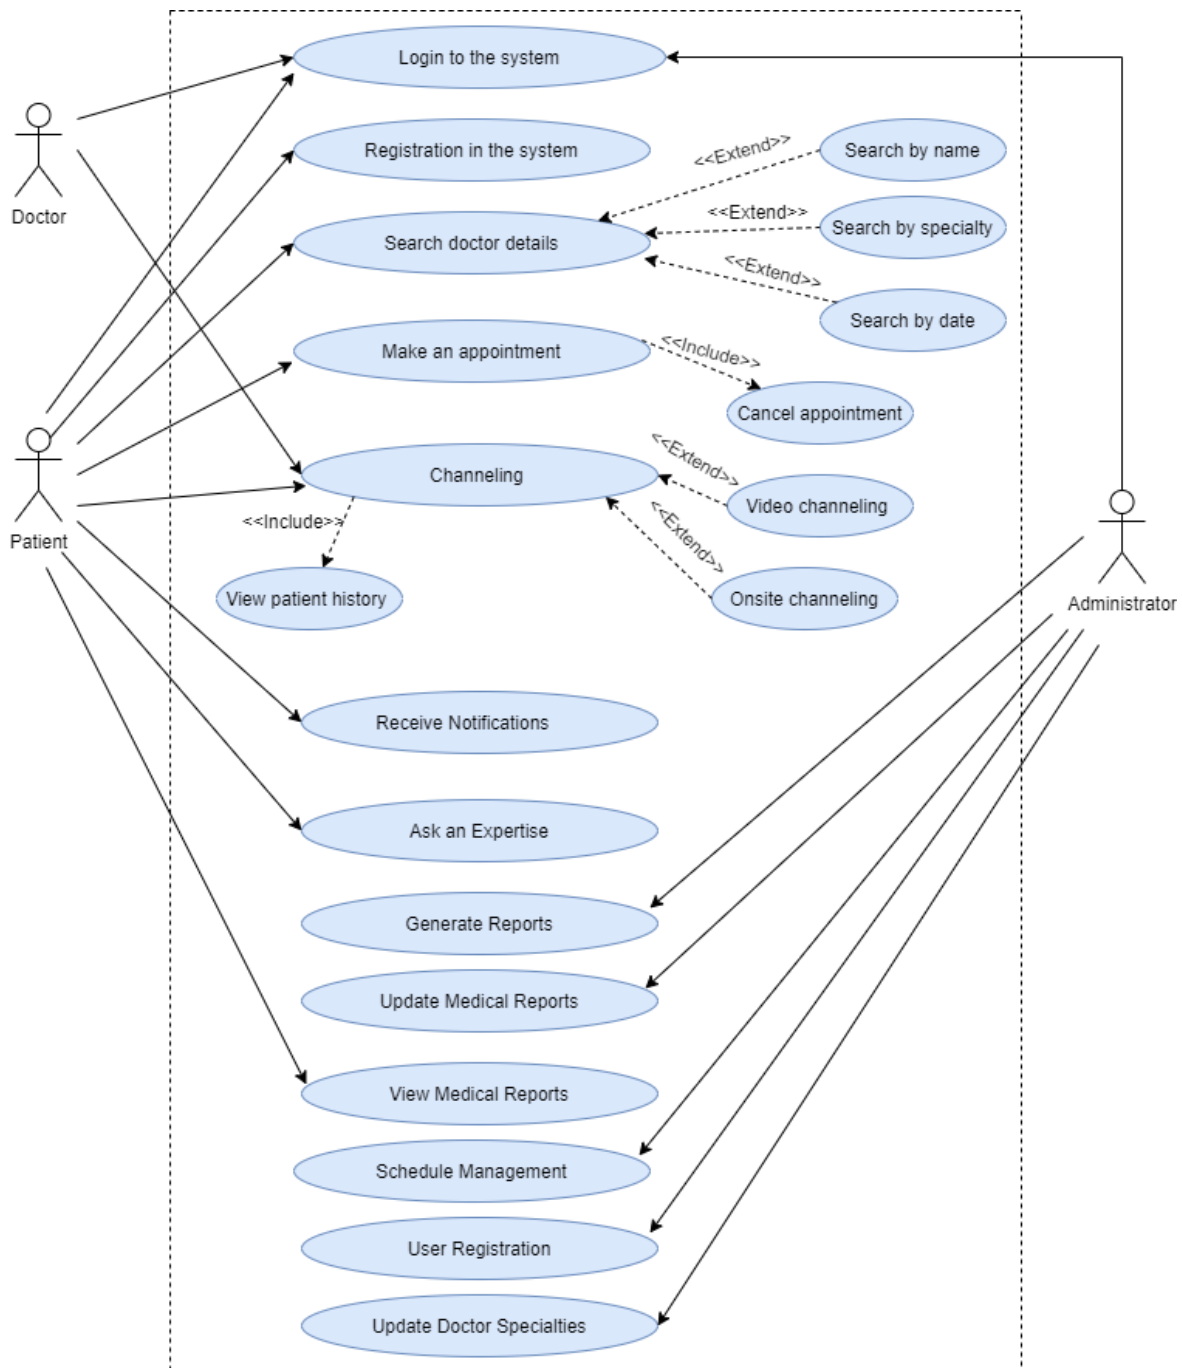 Login to the system
Registration in the system
<<Extend>>
Search by name
Doctor
Search doctor details
<<Extend>>
Search by specialty
<<Extend>>
Search by date
Make an appointment
<<Include>>
Cancel appointment
Channeling
<<Extend>>
Video channeling
<<Include>>
<<Extend>>
Patient
View patient history
Onsite channeling
Administrator
Receive Notifications
Ask an Expertise
Generate Reports
Update Medical Reports
View Medical Reports
Schedule Management
User Registration
Update Doctor Specialties